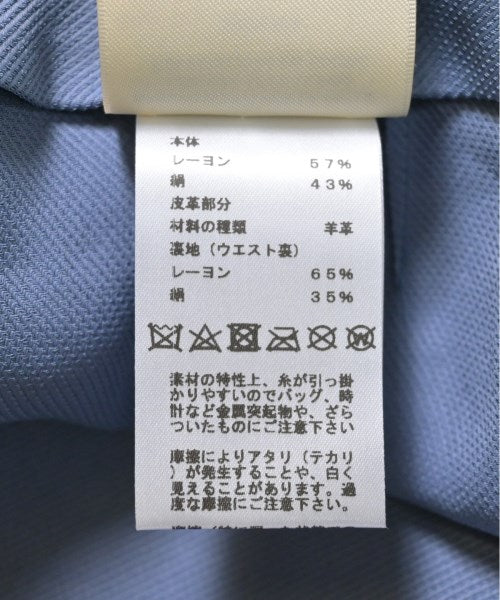 本体
レーヨン 57%
絹 43%
皮革部分
材料の種類 羊革
裏地(ウエスト裏)
レーヨン 65%
絹 35%
素材の特性上、糸が引っ掛
かりやすいのでバッグ、時
計など金属突起物や、ざら
ついたものにご注意下さい
摩擦によりアタリ(テカリ
)が発生することや、白く
見えることがあります。過
度な摩擦にご注意下さい